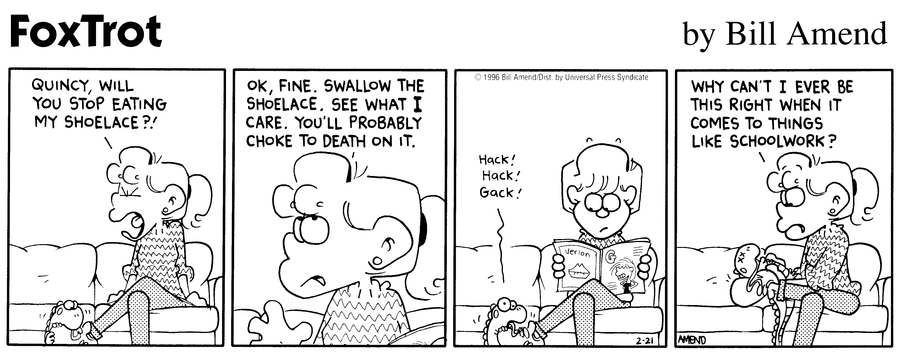 FoxTrot
by Bill Amend
QUINCY, WILL
YOU STOP EATING
MY SHOELACE?!
OK, FINE. SWALLOW THE
SHOELACE. SEE WHAT I
CARE. YOU'LL PROBABLY
CHOKE TO DEATH ON IT.
© 1996 Bill Amend/Dist. by Universal Press Syndicate
Hack!
Hack!
Gack!
Verlon
G
2-21
WHY CAN'T I EVER BE
THIS RIGHT WHEN IT
COMES TO THINGS
LIKE SCHOOLWORK?
AMEND